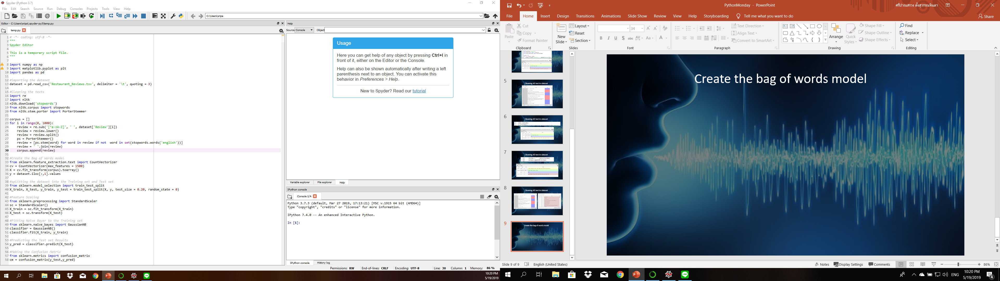 Spyder (Python 3.7)
File Edit Search Source Run Debug Consoles Projects Tools View Help
C:\Users\sripa
Editor - C:\Users\sripa\.spyder-py3\temp.py
temp.py
1 # -*- coding: utf-8 -*-
2 """
3 Spyder Editor
4
5 This is a temporary script file.
6 """
7
8 import numpy as np
9 import matplotlib.pyplot as plt
10 import pandas as pd
11
12 #importing the dataset
13 dataset = pd.read_csv('Restaurant_Reviews.tsv', delimiter = '\t', quoting = 3)
14
15 #Cleaning the texts
16 import re
17 import nltk
18 nltk.download('stopwords')
19 from nltk.corpus import stopwords
20 from nltk.stem.porter import PorterStemmer
21
22 corpus = []
23 for i in range(0, 1000):
24 review = re.sub('[^a-zA-Z]', ' ', dataset['Review'][i])
25 review = review.lower()
26 review = review.split()
27 ps = PorterStemmer()
28 review = [ps.stem(word) for word in review if not word in set(stopwords.words('english'))]
29 review = ' '.join(review)
30 corpus.append(review)
31
32 #Create the Bag of Words model
33 from sklearn.feature_extraction.text import CountVectorizer
34 cv = CountVectorizer(max_features = 1500)
35 X = cv.fit_transform(corpus).toarray()
36 y = dataset.iloc[:,1].values
37
38 #splitting the dataset into the Training set and Test set
39 from sklearn.model_selection import train_test_split
40 X_train, X_test, y_train, y_test = train_test_split(X, y, test_size = 0.20, random_state = 0)
41
42 #Feature Scaling
43 from sklearn.preprocessing import StandardScaler
44 sc = StandardScaler()
45 X_train = sc.fit_transform(X_train)
46 X_test = sc.transform(X_test)
47
48 #Fitting Naive Bayer to the Training set
49 from sklearn.naive_bayes import GaussianNB
50 classifier = GaussianNB()
51 classifier.fit(X_train, y_train)
52
53 #Predicting the Test set Results
54 y_pred = classifier.predict(X_test)
55
56 #Making the Confusion Matrix
57 from sklearn.metrics import confusion_matrix
58 cm = confusion_matrix(y_test,y_pred)
Help
Source Console Object
Usage
Here you can get help of any object by pressing Ctrl+I in
front of it, either on the Editor or the Console.
Help can also be shown automatically after writing a left
parenthesis next to an object. You can activate this
behavior in Preferences > Help.
New to Spyder? Read our tutorial
Variable explorer File explorer Help
IPython console
Console 1/A
Python 3.7.3 (default, Mar 27 2019, 17:13:21) [MSC v.1915 64 bit (AMD64)]
Type "copyright", "credits" or "license" for more information.
IPython 7.4.0 -- An enhanced Interactive Python.
In [1]:
IPython console History log
Permissions: RW End-of-lines: CRLF Encoding: UTF-8 Line: 30 Column: 1 Memory: 86 %
10:20 PM
5/19/2019
PythonMonday - PowerPoint
ศรีปาณสรวง ตั้งสุวรรณจินดา
File Home Insert Design Transitions Animations Slide Show Review View Help Storyboarding Tell me what you want to do
Share
Paste
Cut
Copy
Format Painter
Clipboard
New
Slide
Layout
Reset
Section
Slides
34
B I U S abc AV Aa A
Font
Text Direction
Align Text
Convert to SmartArt
Paragraph
Arrange
Quick
Styles
Shape Fill
Shape Outline
Shape Effects
Drawing
Find
Replace
Select
Editing
5
Cleaning All text in dataset
6
Cleaning All text in dataset
7
Cleaning All text in dataset
8
Cleaning All text in dataset
9
Create the bag of words model
Create the bag of words model
Slide 9 of 9 English (United States)
Notes Display Settings Comments 86%
ENG
10:20 PM
5/19/2019
4